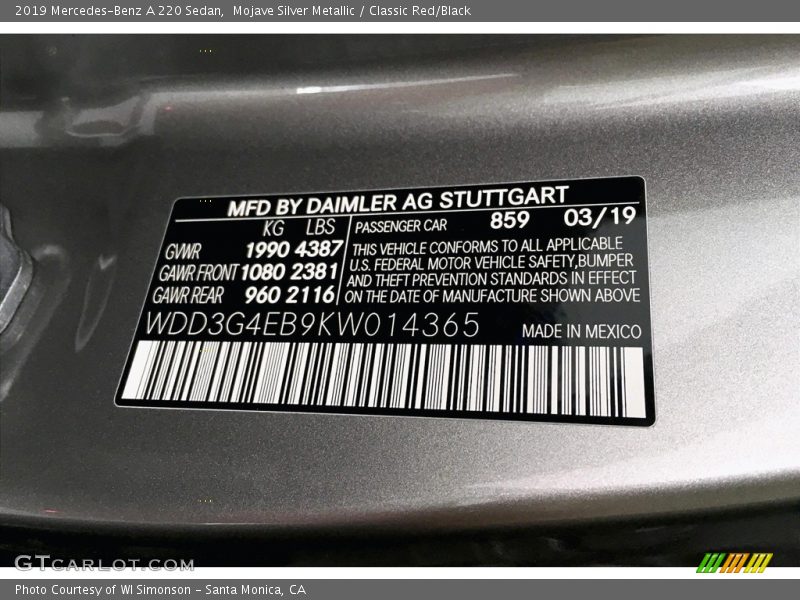 2019 Mercedes-Benz A 220 Sedan, Mojave Silver Metallic / Classic Red/Black
MFD BY DAIMLER AG STUTTGART
KG LBS
GVWR 1990 4387
GAWR FRONT 1080 2381
GAWR REAR 960 2116
PASSENGER CAR 859 03/19
THIS VEHICLE CONFORMS TO ALL APPLICABLE
U.S. FEDERAL MOTOR VEHICLE SAFETY,BUMPER
AND THEFT PREVENTION STANDARDS IN EFFECT
ON THE DATE OF MANUFACTURE SHOWN ABOVE
WDD3G4EB9KW014365 MADE IN MEXICO
GTCARLOT.COM
Photo Courtesy of WI Simonson - Santa Monica, CA